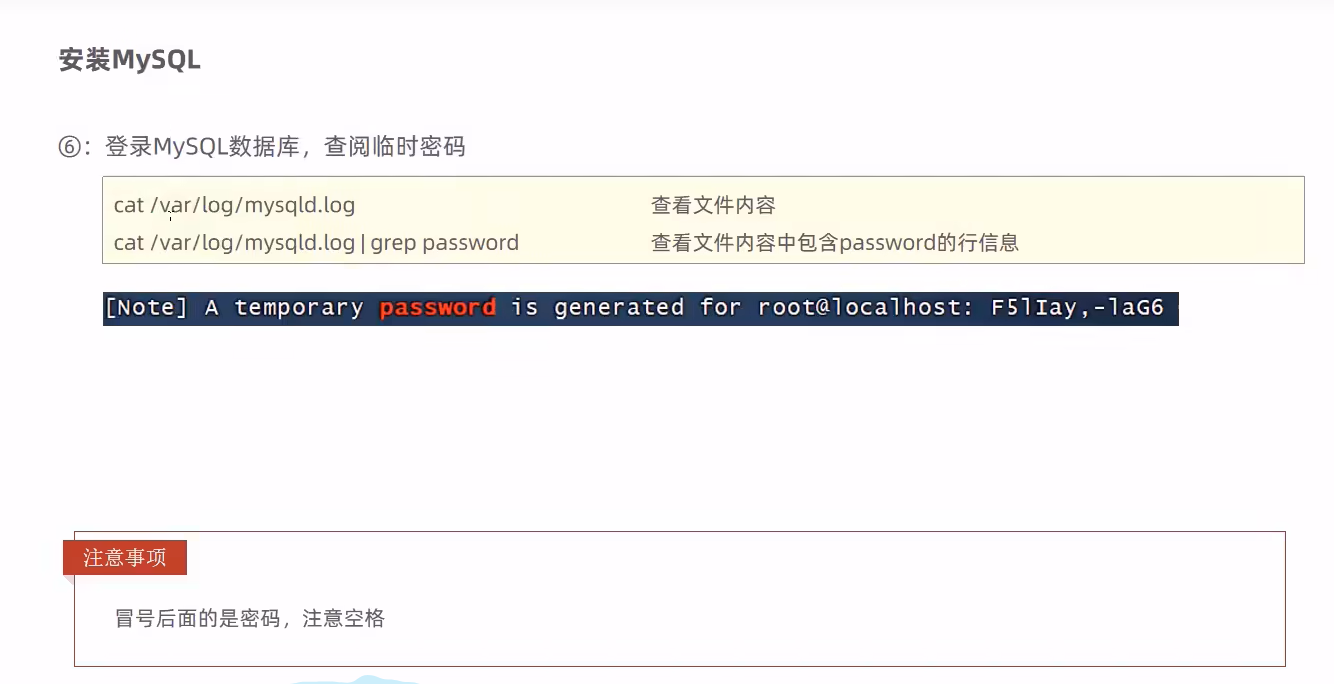 安装MySQL
⑥：登录MySQL数据库，查阅临时密码
cat /var/log/mysqld.log 查看文件内容
cat /var/log/mysqld.log | grep password 查看文件内容中包含password的行信息
[Note] A temporary password is generated for root@localhost: F5lIay,-laG6
注意事项
冒号后面的是密码，注意空格